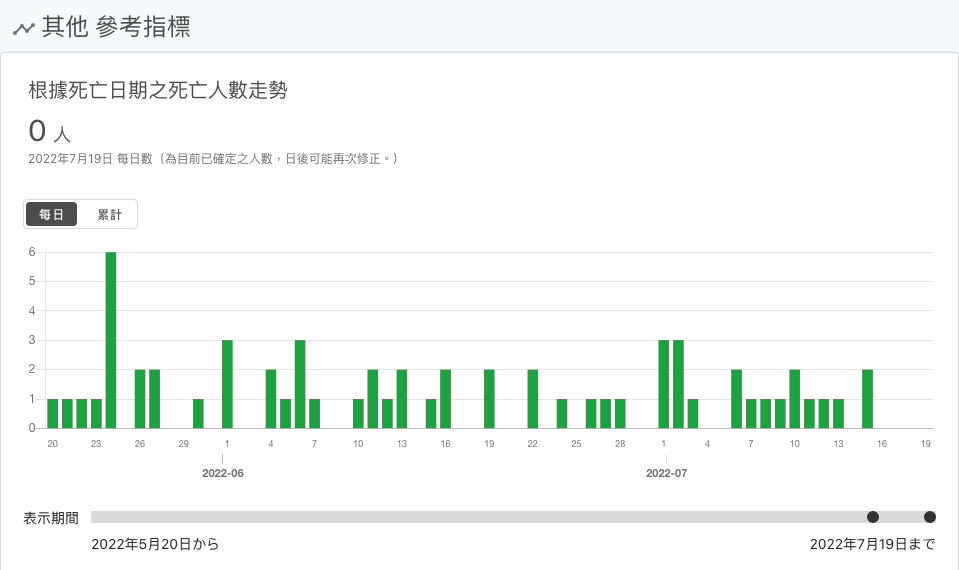 其他 參考指標
根據死亡日期之死亡人數走勢
0 人
2022年7月19日 每日數（為目前已確定之人數，日後可能再次修正。）
每日 累計
6
5
4
3
2
1
0
20 23 26 29 1 4 7 10 13 16 19 22 25 28 1 4 7 10 13 16 19
2022-06 2022-07
表示期間
2022年5月20日から 2022年7月19日まで